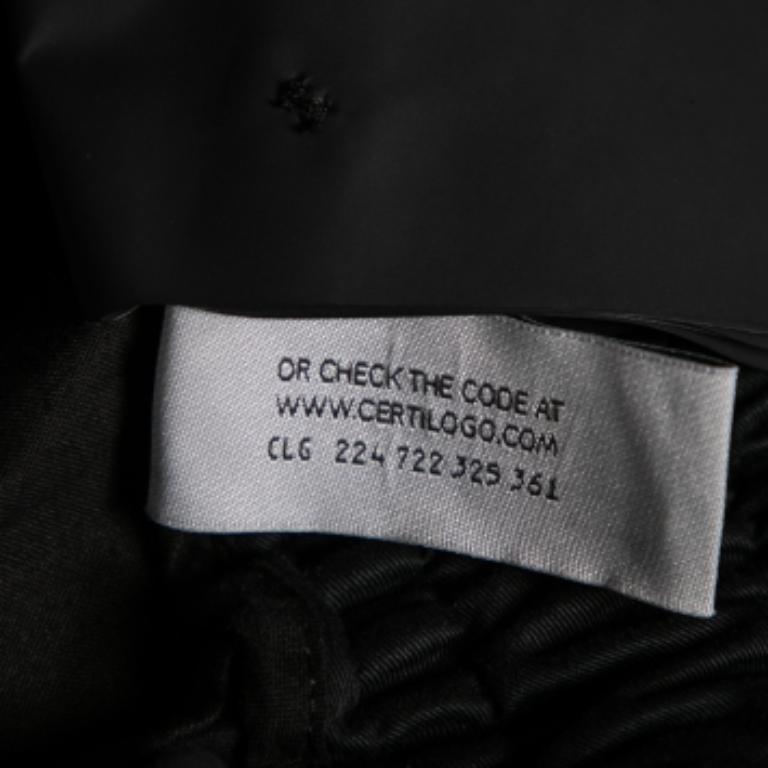 OR CHECK THE CODE AT
WWW.CERTILOGO.COM
CLG 224 722 325 361